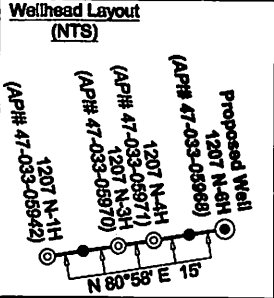 Wellhead Layout
(NTS)
Proposed Well
1207 N-6H
(API# 47-033-05969)
1207 N-4H
(API# 47-033-05971)
1207 N-3H
(API# 47-033-05970)
1207 N-1H
(API# 47-033-05942)
N 80°58' E 15'